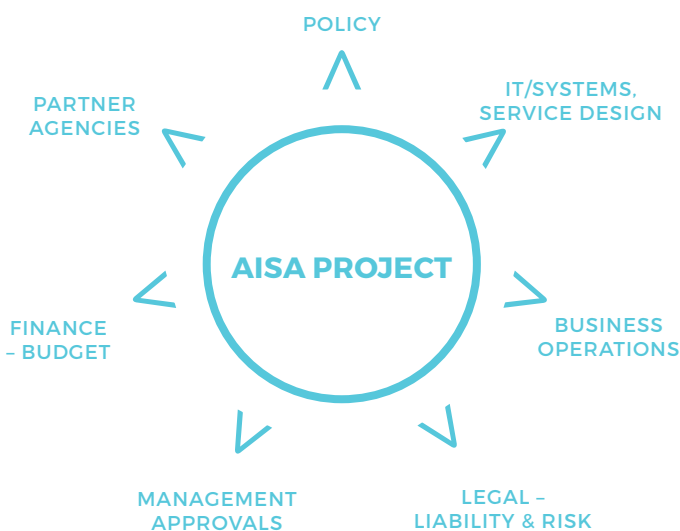 POLICY
IT/SYSTEMS,
SERVICE DESIGN
PARTNER
AGENCIES
AISA PROJECT
FINANCE
– BUDGET
BUSINESS
OPERATIONS
MANAGEMENT
APPROVALS
LEGAL –
LIABILITY & RISK